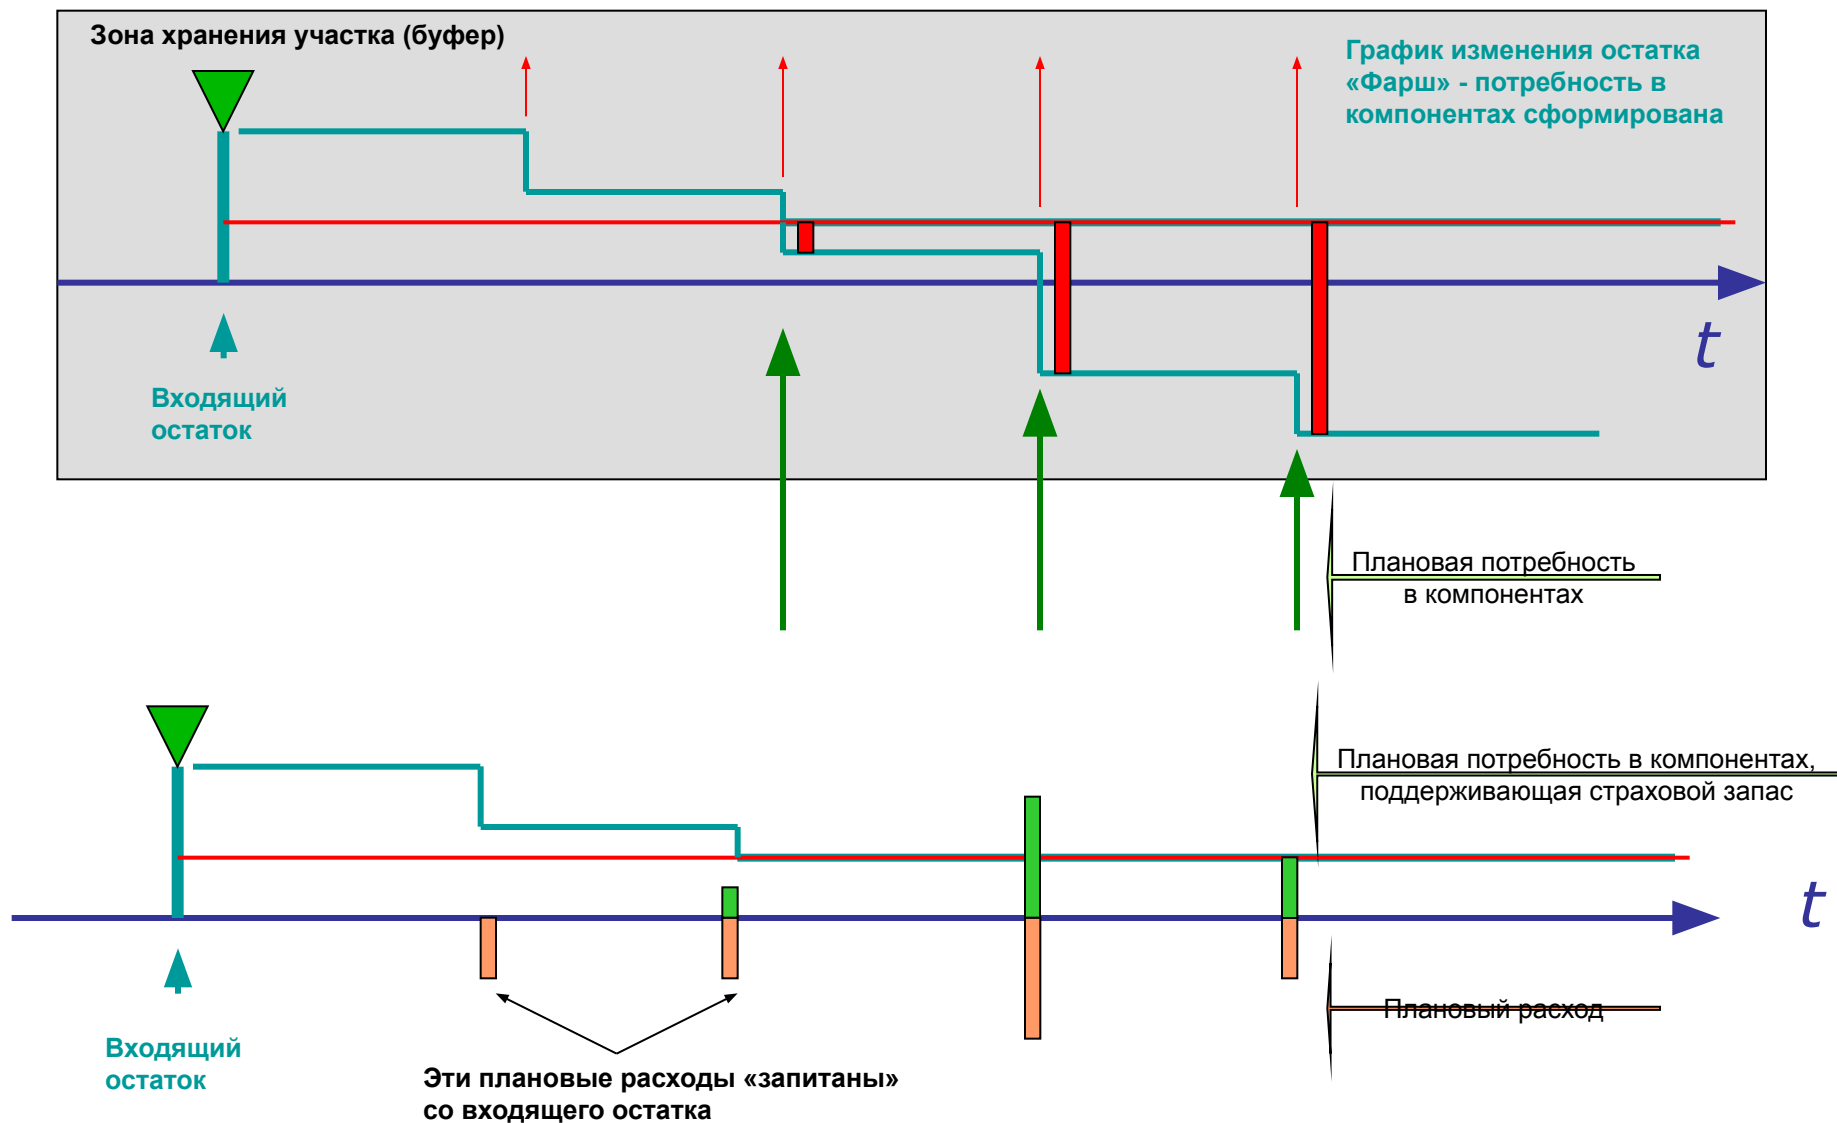 Зона хранения участка (буфер)
График изменения остатка
«Фарш» - потребность в
компонентах сформирована
t
Входящий
остаток
Плановая потребность
в компонентах
Плановая потребность в компонентах,
поддерживающая страховой запас
t
Плановый расход
Входящий
остаток
Эти плановые расходы «запитаны»
со входящего остатка